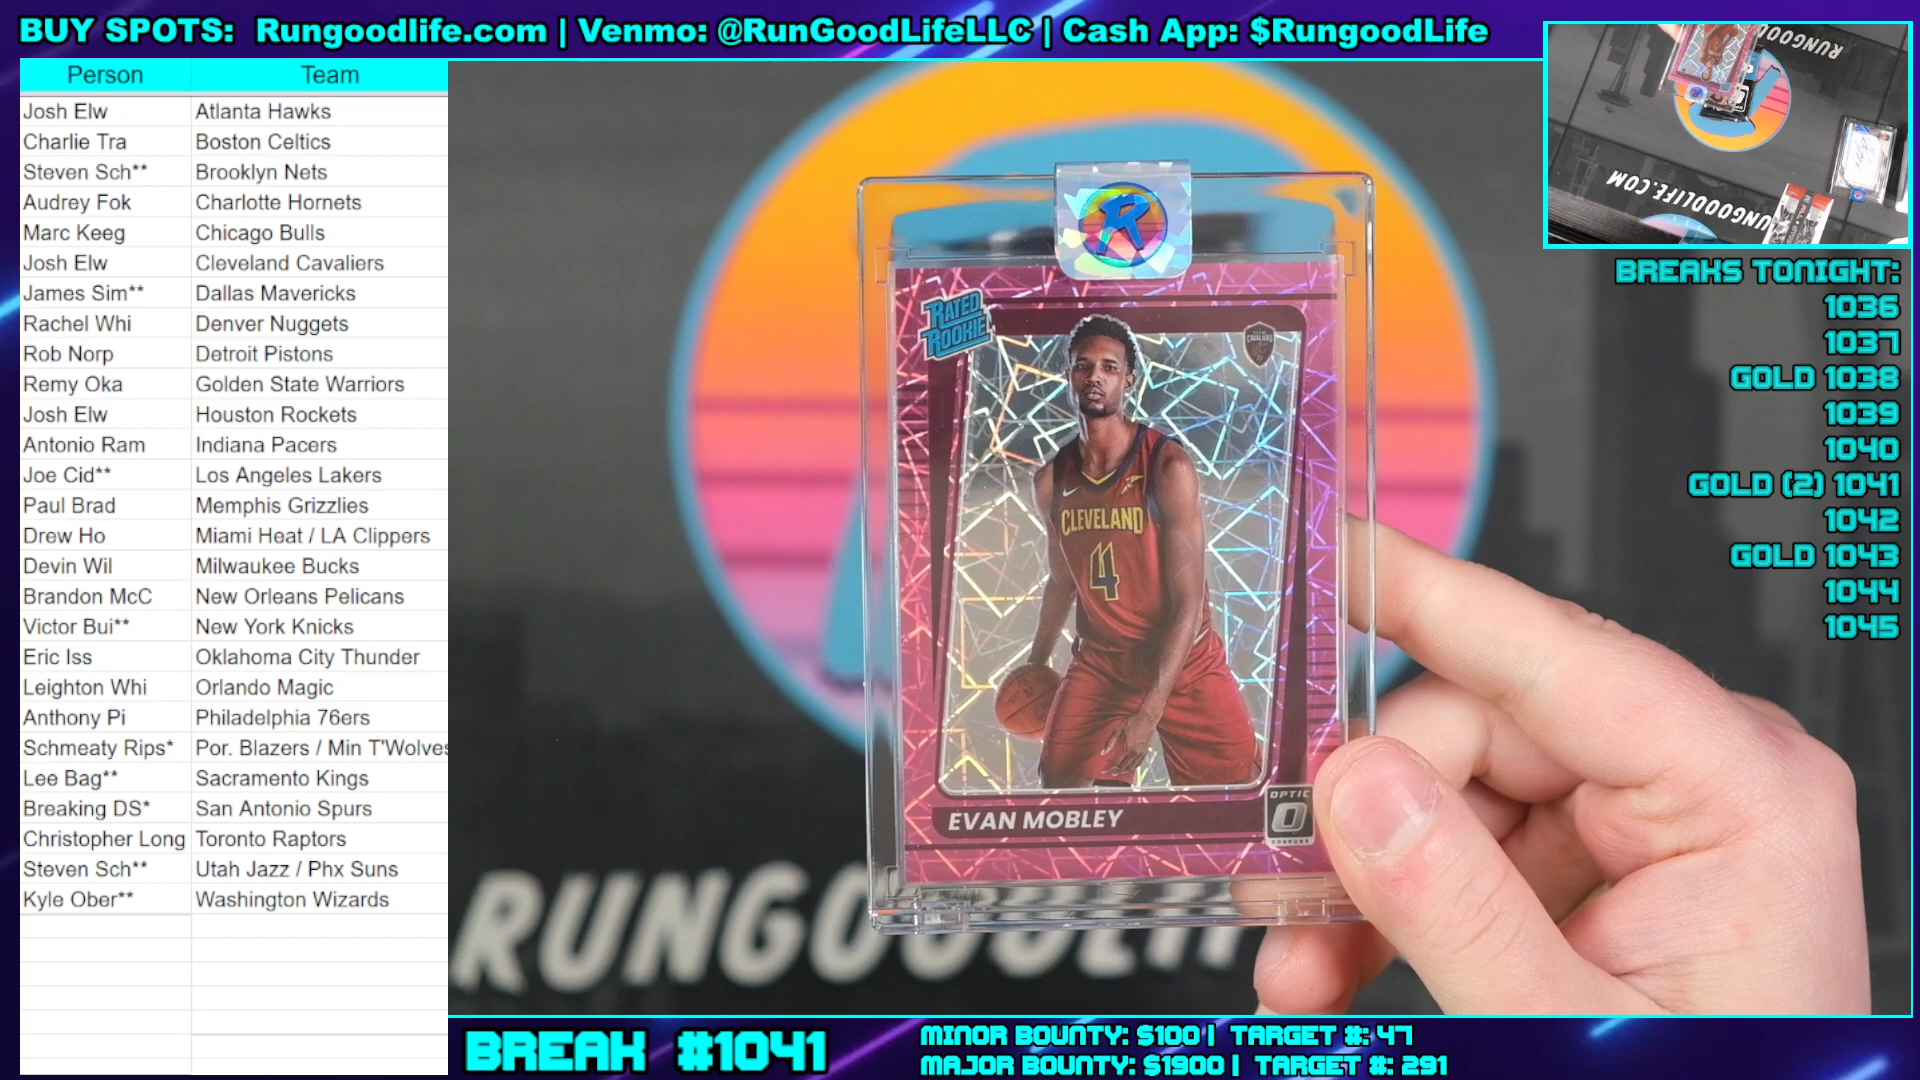 BUY SPOTS: Rungoodlife.com | Venmo: @RunGoodLifeLLC | Cash App: $RungoodLife
Person Team
Josh Elw Atlanta Hawks
Charlie Tra Boston Celtics
Steven Sch** Brooklyn Nets
Audrey Fok Charlotte Hornets
Marc Keeg Chicago Bulls
Josh Elw Cleveland Cavaliers
James Sim** Dallas Mavericks
Rachel Whi Denver Nuggets
Rob Norp Detroit Pistons
Remy Oka Golden State Warriors
Josh Elw Houston Rockets
Antonio Ram Indiana Pacers
Joe Cid** Los Angeles Lakers
Paul Brad Memphis Grizzlies
Drew Ho Miami Heat / LA Clippers
Devin Wil Milwaukee Bucks
Brandon McC New Orleans Pelicans
Victor Bui** New York Knicks
Eric Iss Oklahoma City Thunder
Leighton Whi Orlando Magic
Anthony Pi Philadelphia 76ers
Schmeaty Rips* Por. Blazers / Min T'Wolves
Lee Bag** Sacramento Kings
Breaking DS* San Antonio Spurs
Christopher Long Toronto Raptors
Steven Sch** Utah Jazz / Phx Suns
Kyle Ober** Washington Wizards
R
RATED
ROOKIE
CAVALIERS
CLEVELAND
4
EVAN MOBLEY
OPTIC
O
DONRUSS
RUNGOODLIF
RUNGOOD
RUNGOODLIFE.COM
BREAKS TONIGHT:
1036
1037
GOLD 1038
1039
1040
GOLD (2) 1041
1042
GOLD 1043
1044
1045
BREAK #1041
MINOR BOUNTY: $100 | TARGET #: 47
MAJOR BOUNTY: $1900 | TARGET #: 291